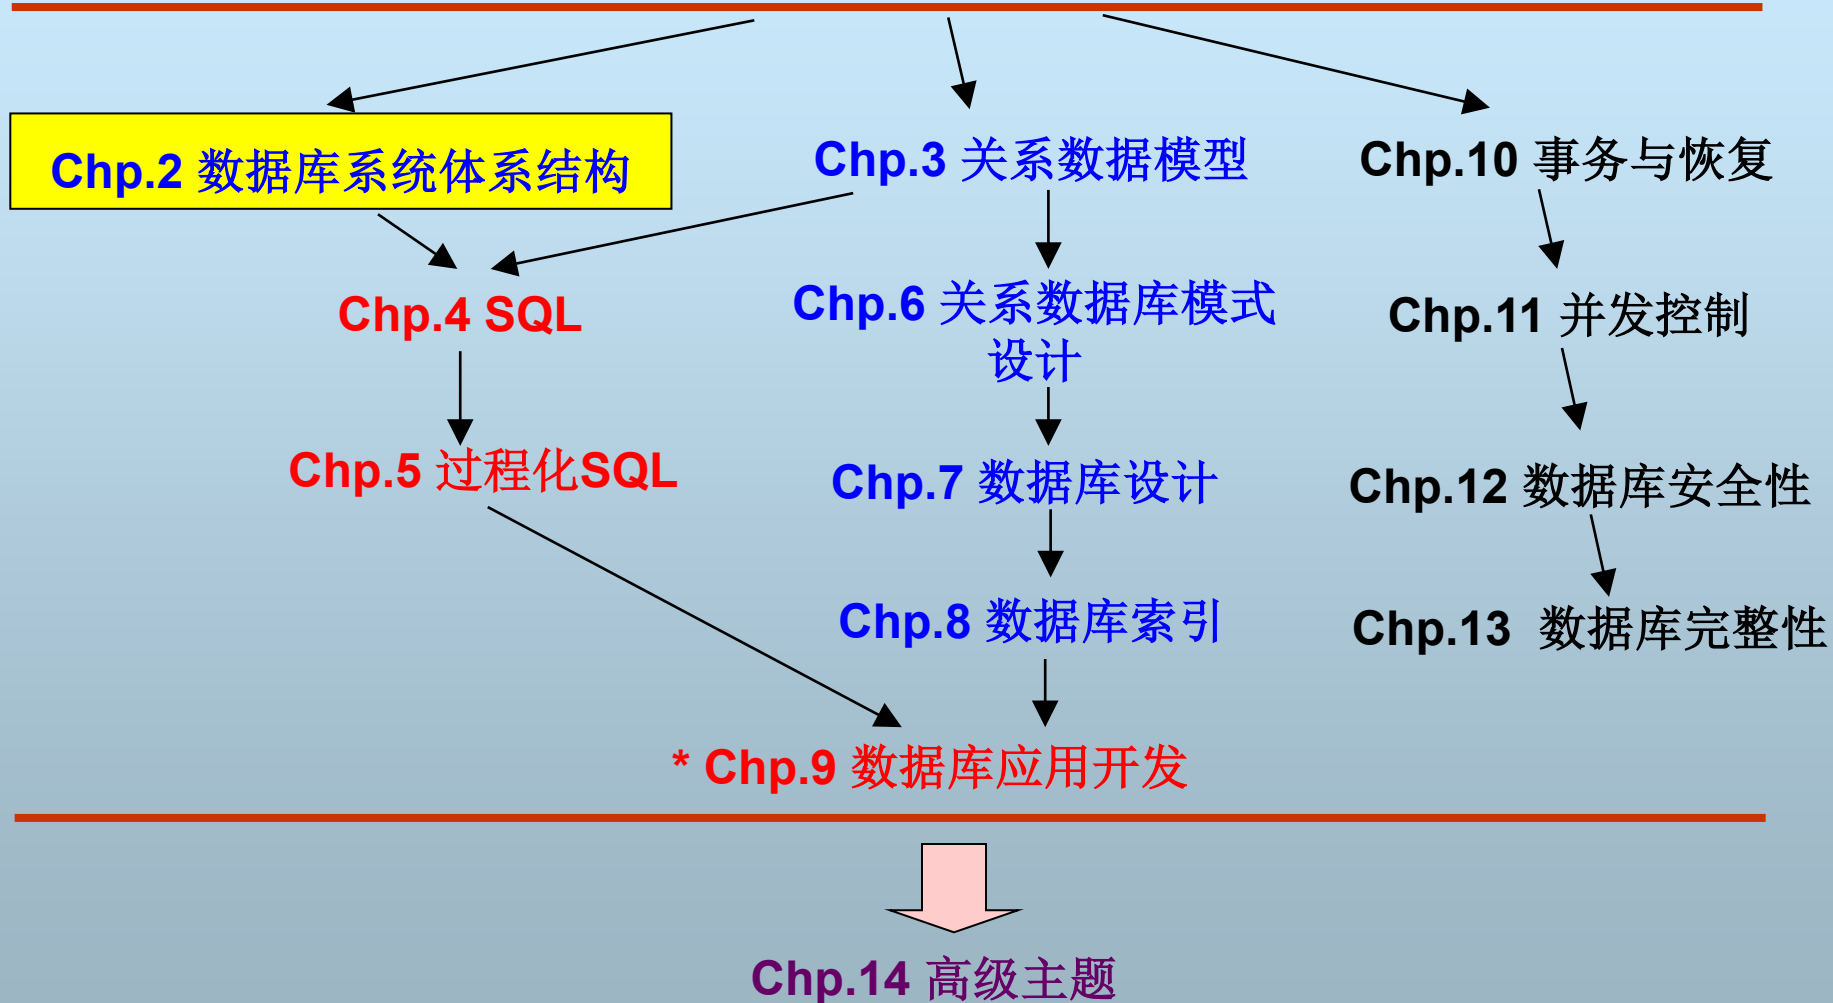 Chp.2 数据库系统体系结构
Chp.3 关系数据模型
Chp.10 事务与恢复
Chp.4 SQL
Chp.6 关系数据库模式
设计
Chp.11 并发控制
Chp.5 过程化SQL
Chp.7 数据库设计
Chp.12 数据库安全性
Chp.8 数据库索引
Chp.13 数据库完整性
* Chp.9 数据库应用开发
Chp.14 高级主题